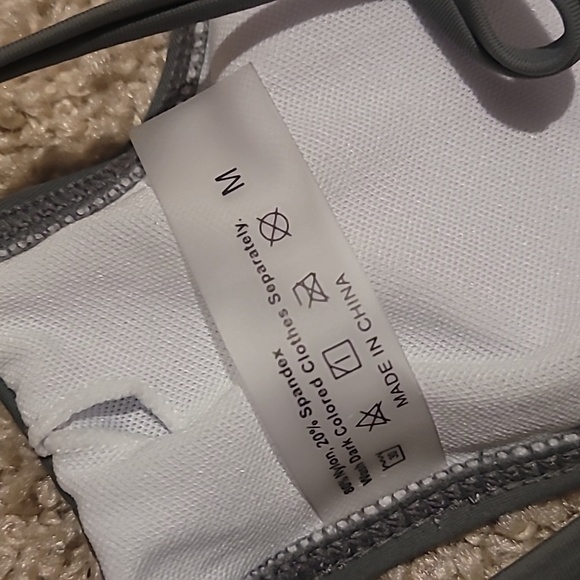 M
80% Nylon, 20% Spandex
Wash Dark Colored Clothes Separately.
MADE IN CHINA